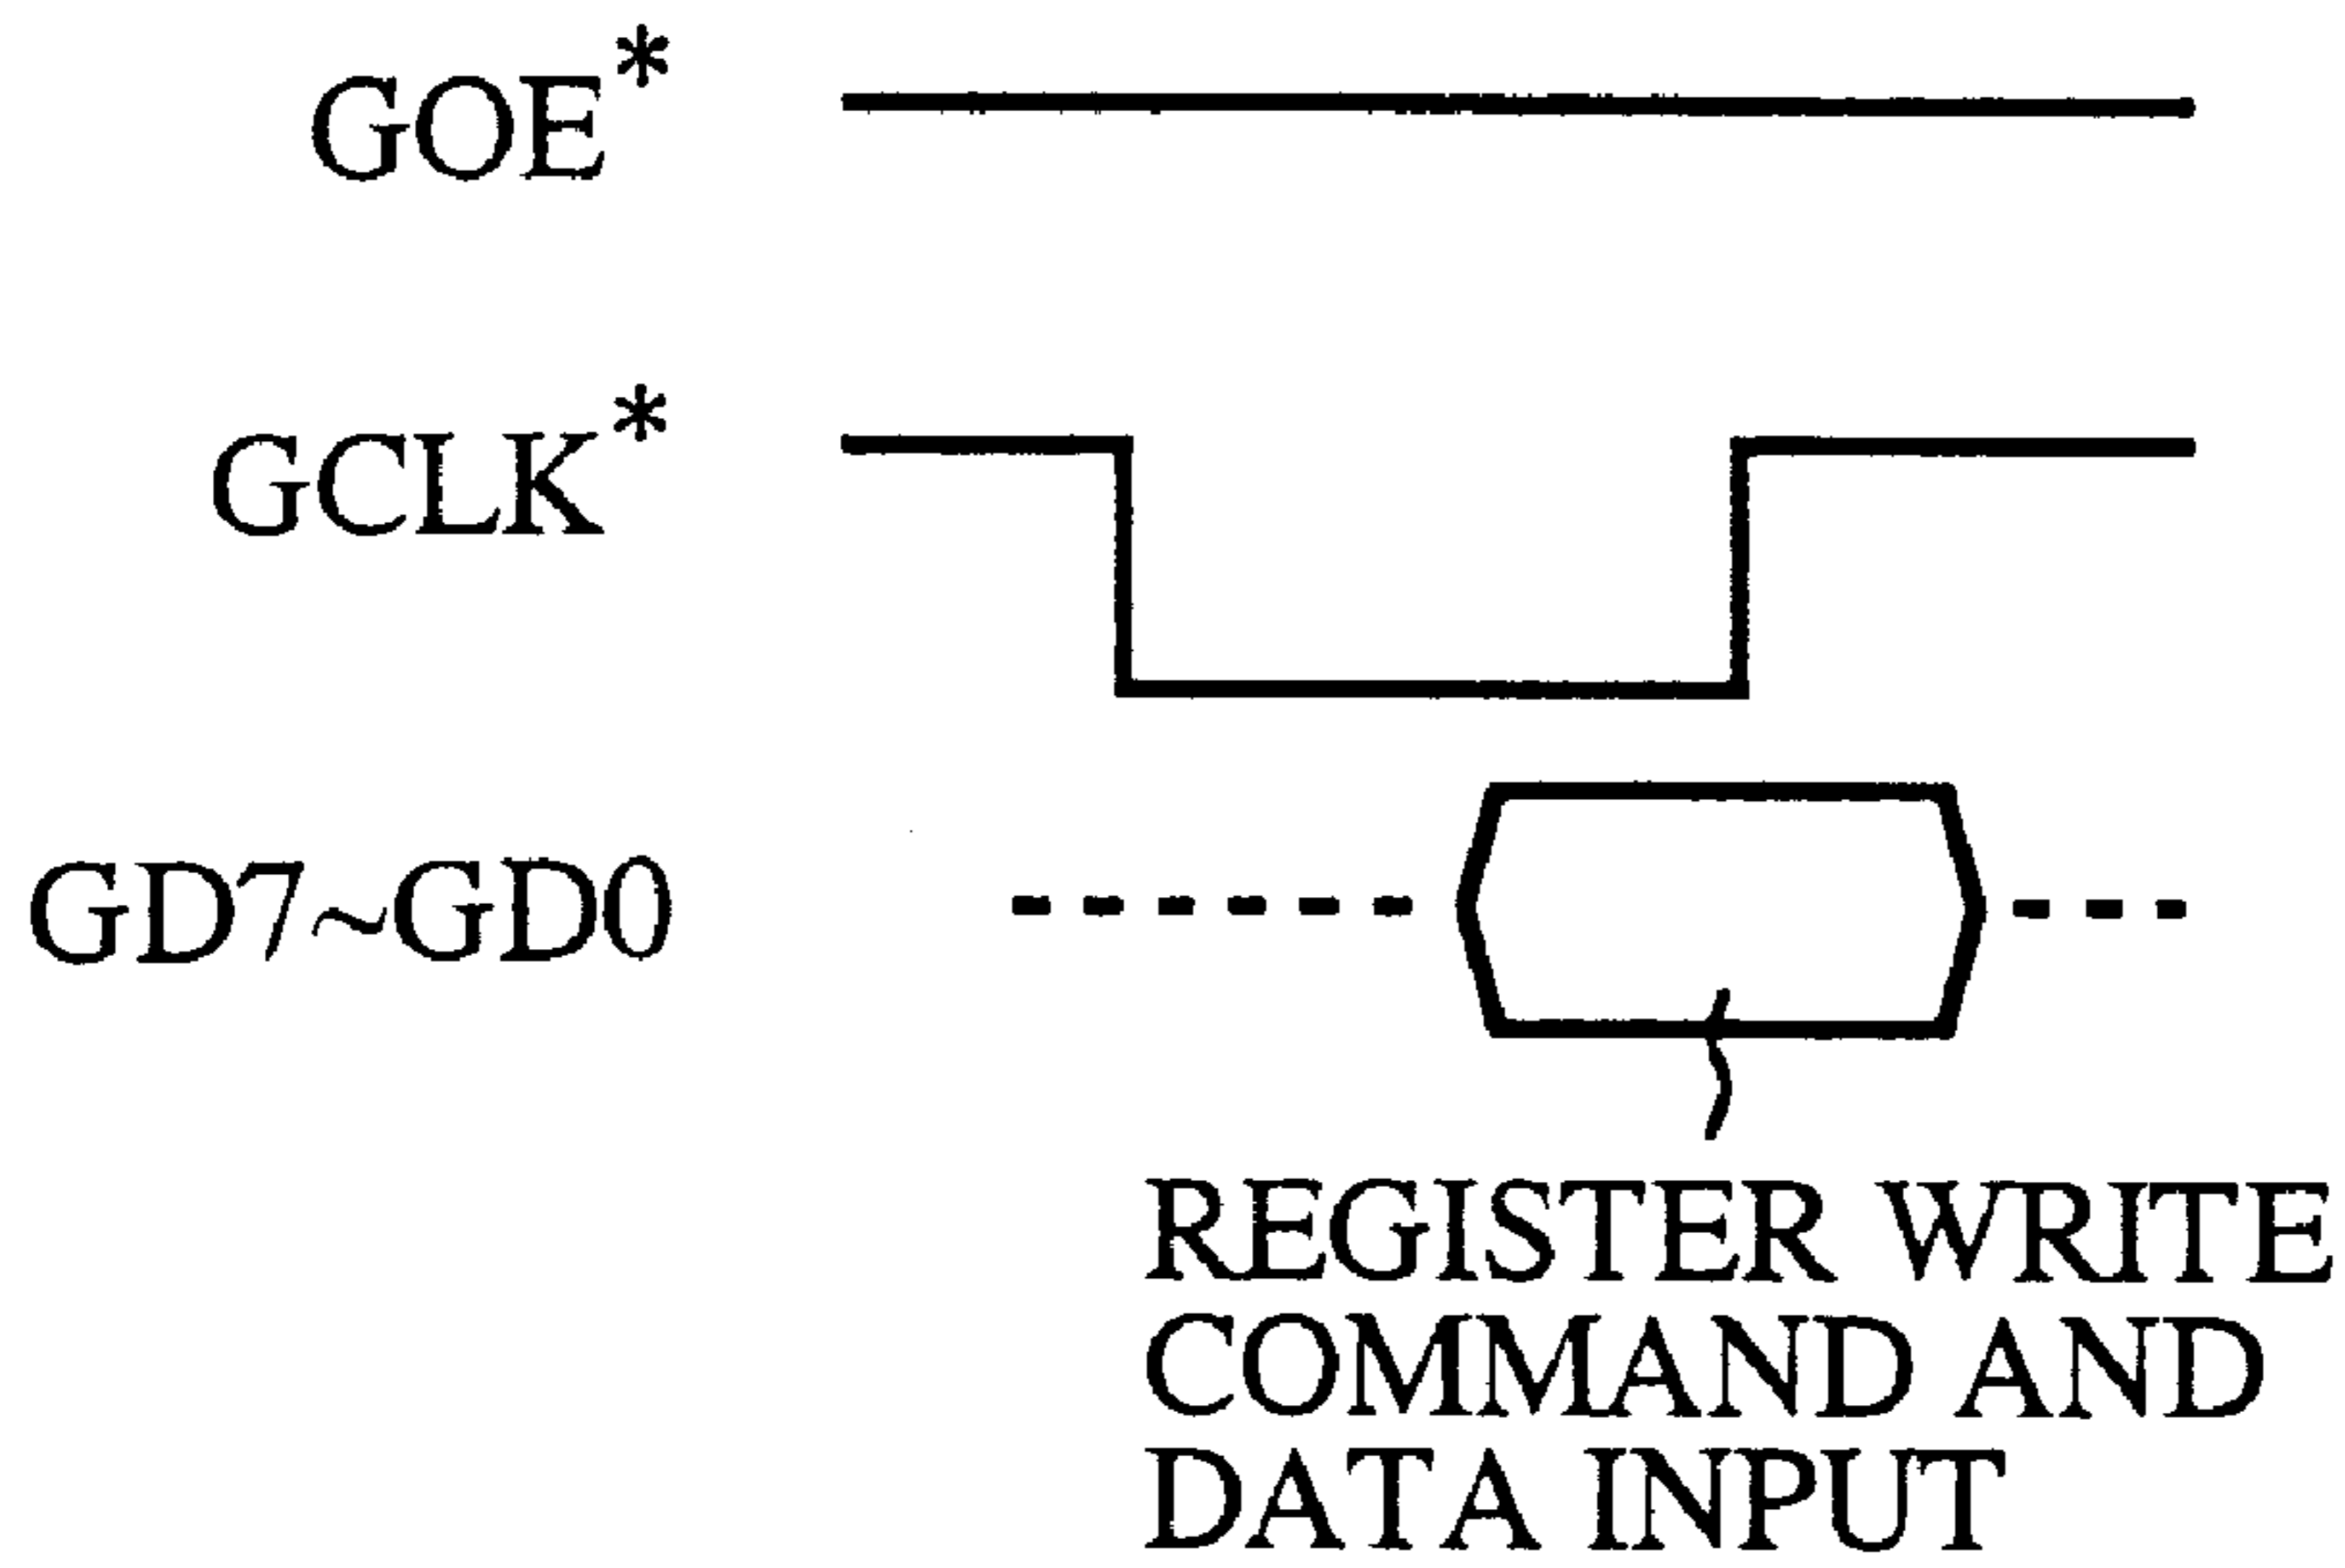 GOE*
GCLK*
GD7~GD0
REGISTER WRITE
COMMAND AND
DATA INPUT